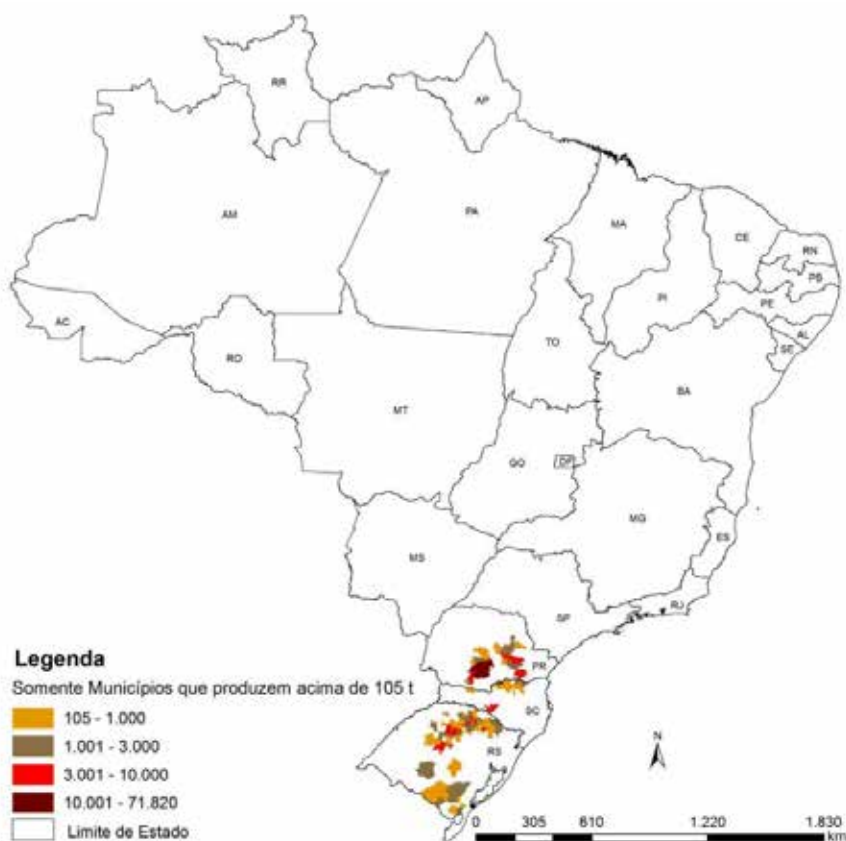 RR
AP
AM
PA
MA
CE
RN
PB
PI
PE
AC
AL
TO
SE
RO
BA
MT
GO
DF
MG
ES
MS
SP
RJ
PR
SC
RS
Legenda
Somente Municípios que produzem acima de 105 t
105 - 1.000
1.001 - 3.000
3.001 - 10.000
10.001 - 71.820
Limite de Estado
N
0 305 610 1.220 1.830
km